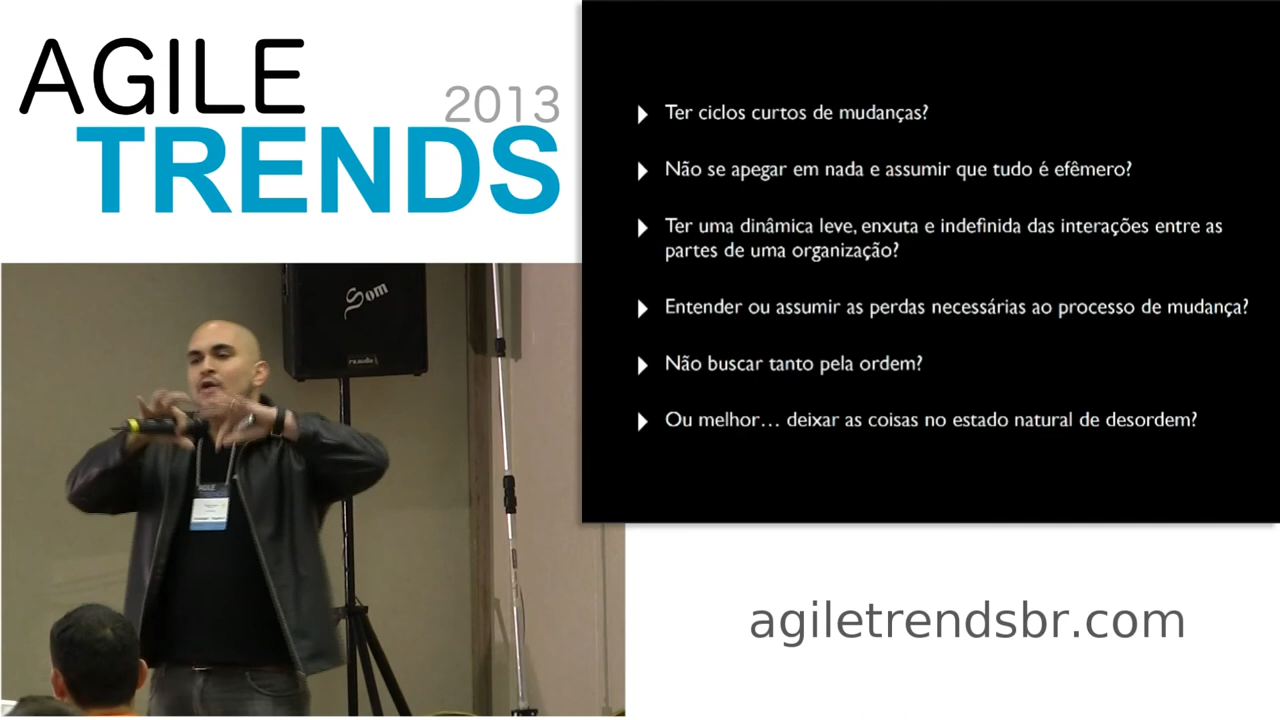 AGILE
2013
TRENDS
Ter ciclos curtos de mudanças?
Não se apegar em nada e assumir que tudo é efêmero?
Ter uma dinâmica leve, enxuta e indefinida das interações entre as
partes de uma organização?
Entender ou assumir as perdas necessárias ao processo de mudança?
Não buscar tanto pela ordem?
Ou melhor… deixar as coisas no estado natural de desordem?
Som
AGILE
TRENDS
agiletrendsbr.com